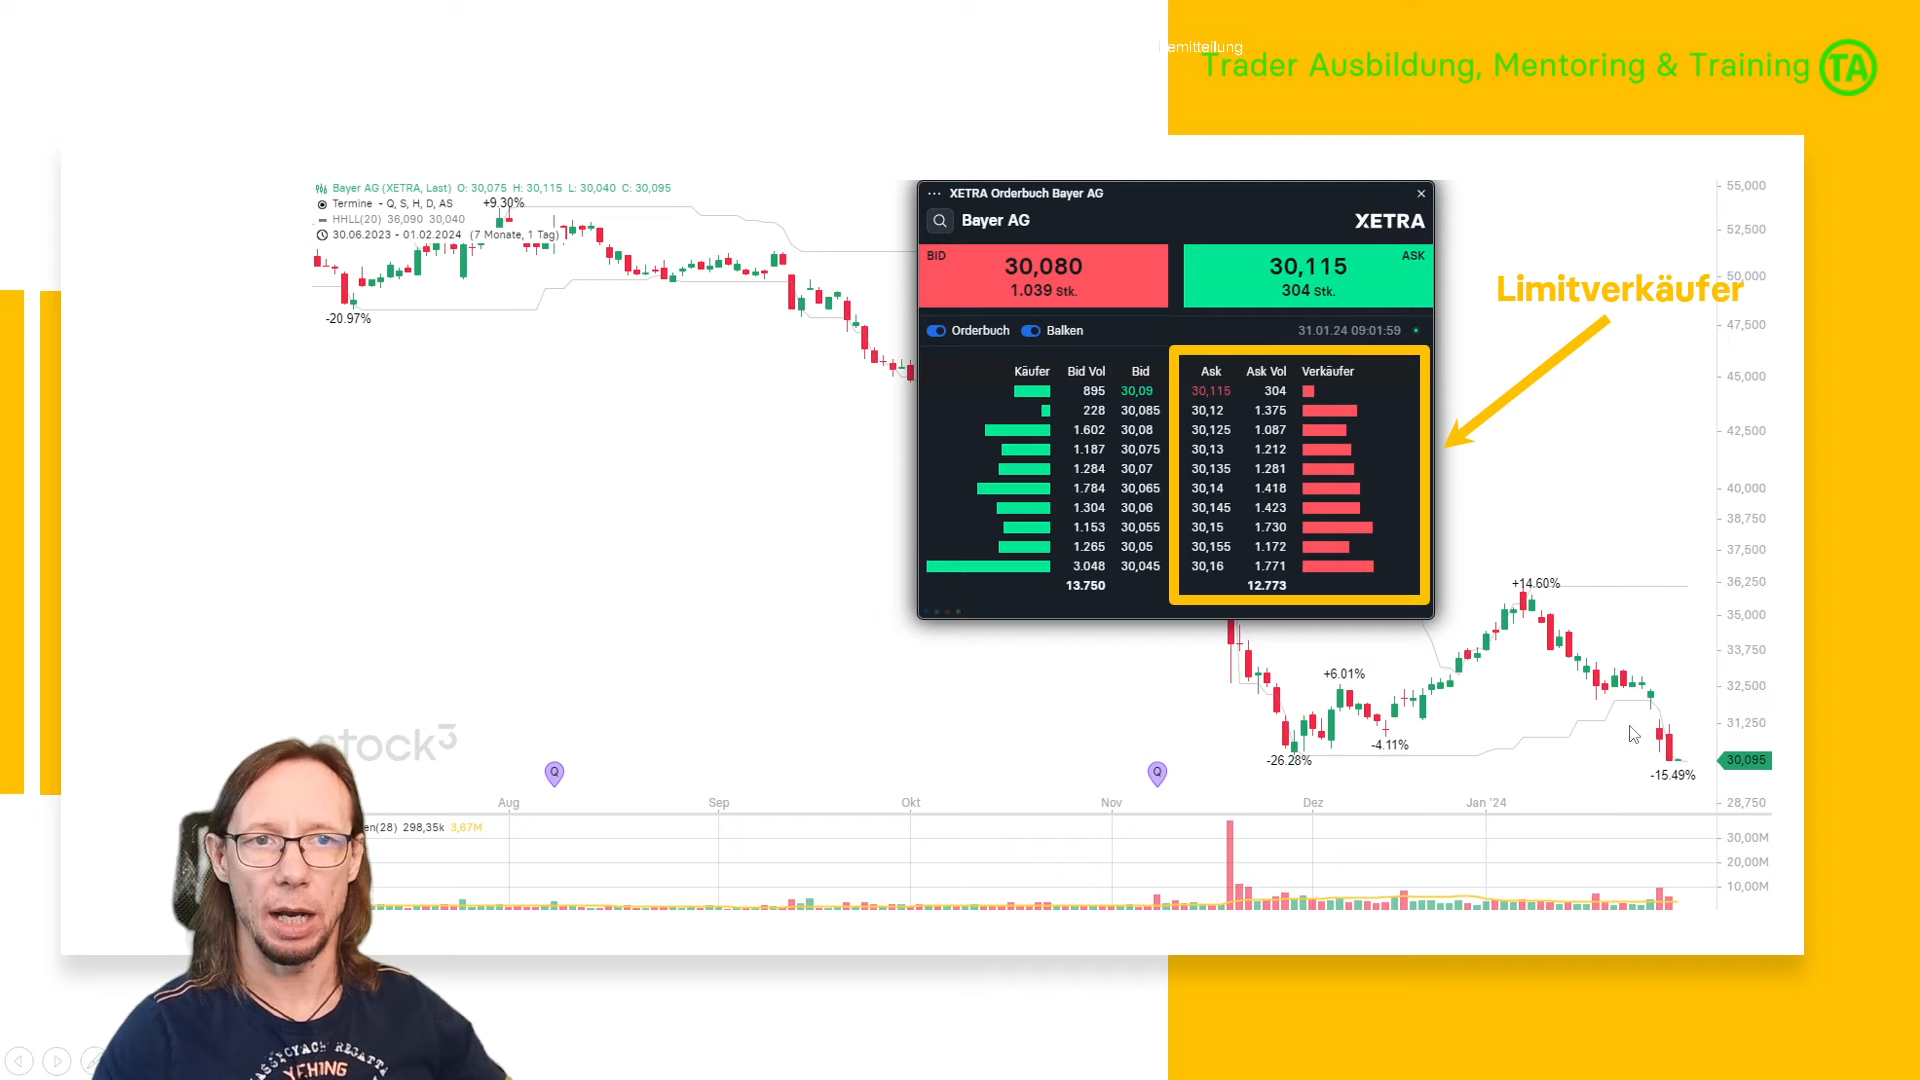 emitteilung
Trader Ausbildung, Mentoring & Training TA
Bayer AG (XETRA, Last) O: 30,075 H: 30,115 L: 30,040 C: 30,095
Termine - Q, S, H, D, AS
+9.30%
HHLL(20) 36,090 30,040
30.06.2023 - 01.02.2024 (7 Monate, 1 Tag)
-20.97%
XETRA Orderbuch Bayer AG
Bayer AG XETRA
BID 30,080
1.039 Stk.
30,115 ASK
304 Stk.
Orderbuch Balken 31.01.24 09:01:59
Käufer Bid Vol Bid Ask Ask Vol Verkäufer
895 30,09 30,115 304
228 30,085 30,12 1.375
1.602 30,08 30,125 1.087
1.187 30,075 30,13 1.212
1.284 30,07 30,135 1.281
1.784 30,065 30,14 1.418
1.304 30,06 30,145 1.423
1.153 30,055 30,15 1.730
1.265 30,05 30,155 1.172
3.048 30,045 30,16 1.771
13.750 12.773
Limitverkäufer
55,000
52,500
50,000
47,500
45,000
42,500
40,000
38,750
37,500
36,250
35,000
33,750
32,500
31,250
30,095
28,750
+14.60%
+6.01%
-4.11%
-26.28%
-15.49%
stock3
Q Q
Aug Sep Okt Nov Dez Jan '24
en(28) 298,35k 3,67M
30,00M
20,00M
10,00M